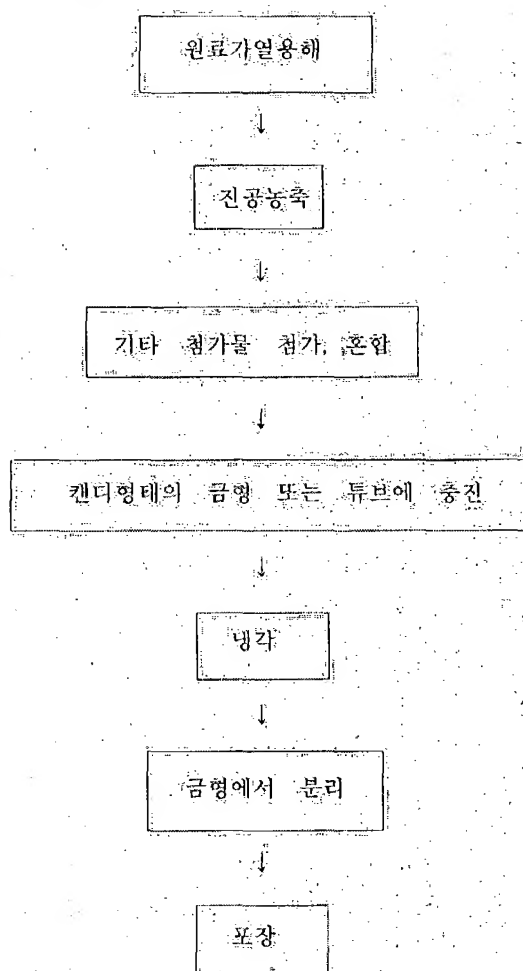 원료가열용해
↓
진공농축
↓
기타 첨가물 첨가, 혼합
↓
캔디형태의 금형 또는 튜브에 충진
↓
냉각
↓
금형에서 분리
↓
포장